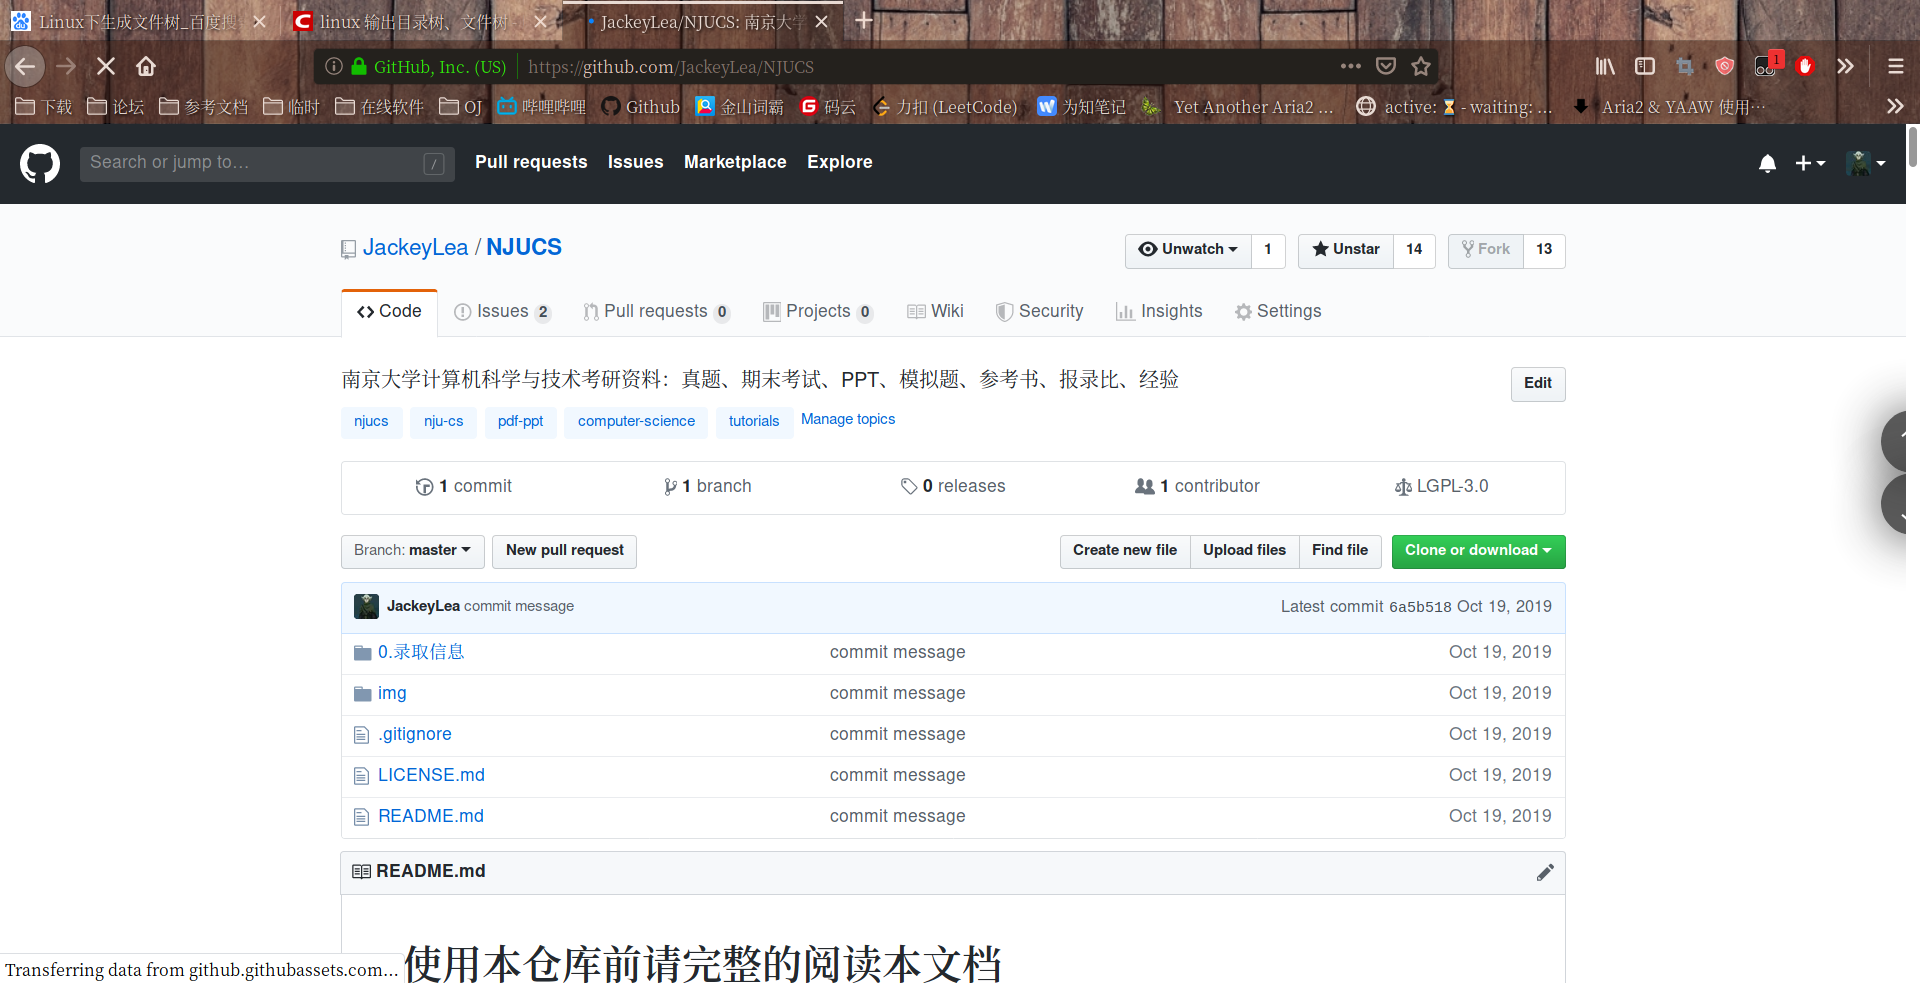 Linux下生成文件树_百度搜
linux 输出目录树、文件树
JackeyLea/NJUCS: 南京大学
GitHub, Inc. (US)
https://github.com/JackeyLea/NJUCS
1
下载
论坛
参考文档
临时
在线软件
OJ
哔哩哔哩
Github
金山词霸
码云
力扣 (LeetCode)
为知笔记
Yet Another Aria2 ...
active: ⌛ - waiting: ...
Aria2 & YAAW 使用…
Search or jump to…
/
Pull requests
Issues
Marketplace
Explore
JackeyLea / NJUCS
Unwatch 1
Unstar 14
Fork 13
Code
Issues 2
Pull requests 0
Projects 0
Wiki
Security
Insights
Settings
南京大学计算机科学与技术考研资料：真题、期末考试、PPT、模拟题、参考书、报录比、经验
Edit
njucs
nju-cs
pdf-ppt
computer-science
tutorials
Manage topics
1 commit
1 branch
0 releases
1 contributor
LGPL-3.0
Branch: master
New pull request
Create new file
Upload files
Find file
Clone or download
JackeyLea commit message
Latest commit 6a5b518 Oct 19, 2019
0.录取信息 commit message Oct 19, 2019
img commit message Oct 19, 2019
.gitignore commit message Oct 19, 2019
LICENSE.md commit message Oct 19, 2019
README.md commit message Oct 19, 2019
README.md
使用本仓库前请完整的阅读本文档
Transferring data from github.githubassets.com...